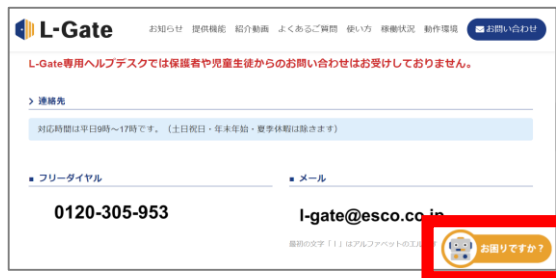 L-Gate
お知らせ 提供機能 紹介動画 よくあるご質問 使い方 稼働状況 動作環境 お問い合わせ
L-Gate専用ヘルプデスクでは保護者や児童生徒からのお問い合わせはお受けしておりません。
連絡先
対応時間は平日9時～17時です。（土日祝日・年末年始・夏季休暇は除きます）
フリーダイヤル
メール
0120-305-953
l-gate@esco.co.jp
最初の文字「l」はアルファベットのエル
お困りですか？